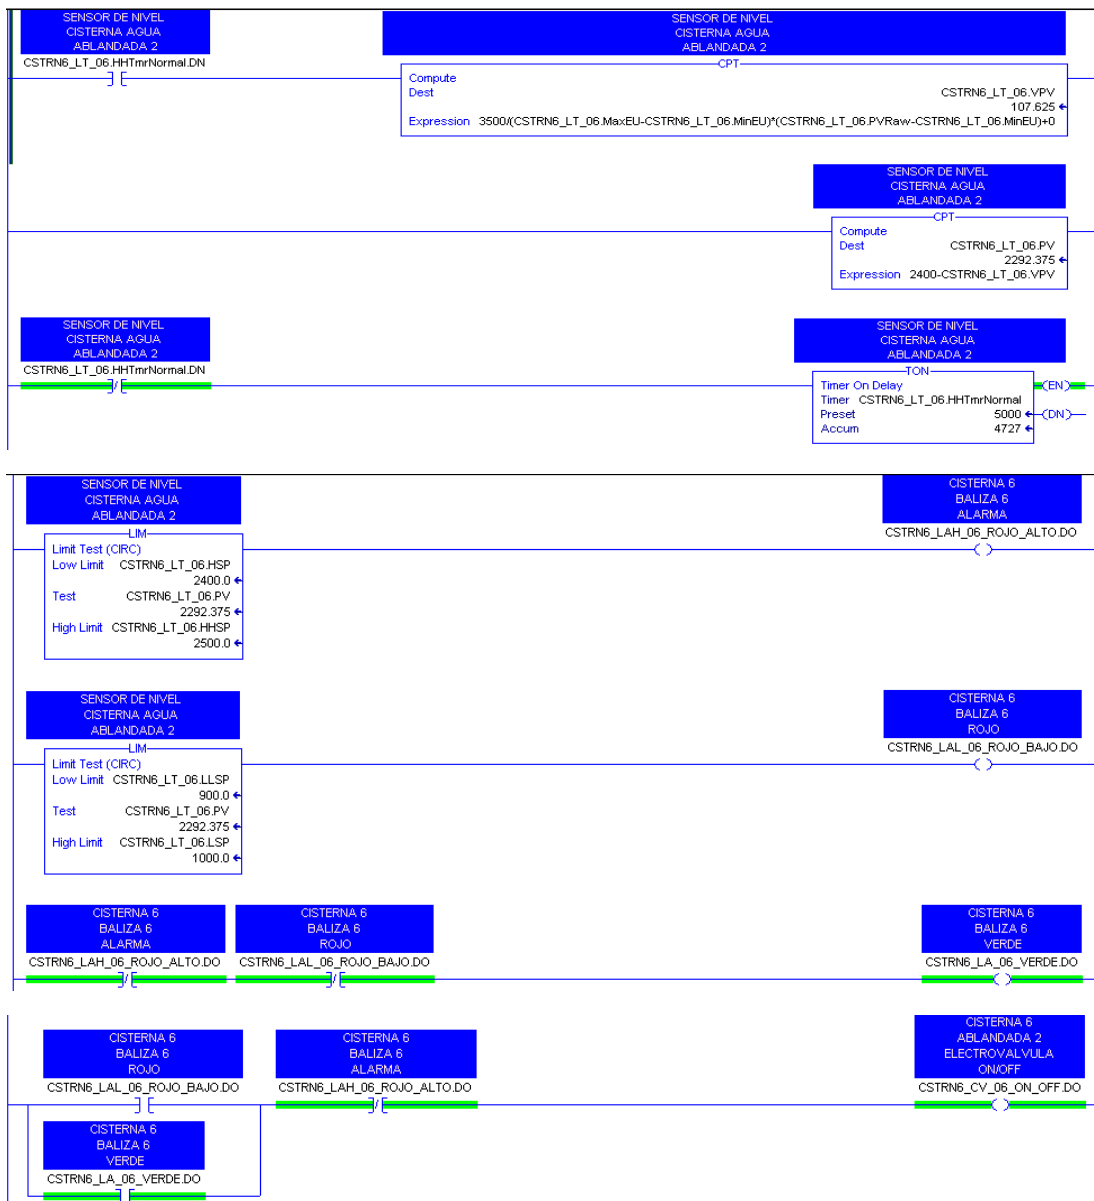 SENSOR DE NIVEL
CISTERNA AGUA
ABLANDADA 2
CSTRN6_LT_06.HHTmrNormal.DN
SENSOR DE NIVEL
CISTERNA AGUA
ABLANDADA 2
CPT
Compute
Dest CSTRN6_LT_06.VPV
107.625
Expression 3500/(CSTRN6_LT_06.MaxEU-CSTRN6_LT_06.MinEU)*(CSTRN6_LT_06.PVRaw-CSTRN6_LT_06.MinEU)+0
SENSOR DE NIVEL
CISTERNA AGUA
ABLANDADA 2
CPT
Compute
Dest CSTRN6_LT_06.PV
2292.375
Expression 2400-CSTRN6_LT_06.VPV
SENSOR DE NIVEL
CISTERNA AGUA
ABLANDADA 2
CSTRN6_LT_06.HHTmrNormal.DN
SENSOR DE NIVEL
CISTERNA AGUA
ABLANDADA 2
TON
Timer On Delay
Timer CSTRN6_LT_06.HHTmrNormal
Preset 5000
Accum 4727
EN
DN
SENSOR DE NIVEL
CISTERNA AGUA
ABLANDADA 2
LIM
Limit Test (CIRC)
Low Limit CSTRN6_LT_06.HSP
2400.0
Test CSTRN6_LT_06.PV
2292.375
High Limit CSTRN6_LT_06.HHSP
2500.0
CISTERNA 6
BALIZA 6
ALARMA
CSTRN6_LAH_06_ROJO_ALTO.DO
SENSOR DE NIVEL
CISTERNA AGUA
ABLANDADA 2
LIM
Limit Test (CIRC)
Low Limit CSTRN6_LT_06.LLSP
900.0
Test CSTRN6_LT_06.PV
2292.375
High Limit CSTRN6_LT_06.LSP
1000.0
CISTERNA 6
BALIZA 6
ROJO
CSTRN6_LAL_06_ROJO_BAJO.DO
CISTERNA 6
BALIZA 6
ALARMA
CSTRN6_LAH_06_ROJO_ALTO.DO
CISTERNA 6
BALIZA 6
ROJO
CSTRN6_LAL_06_ROJO_BAJO.DO
CISTERNA 6
BALIZA 6
VERDE
CSTRN6_LA_06_VERDE.DO
CISTERNA 6
BALIZA 6
ROJO
CSTRN6_LAL_06_ROJO_BAJO.DO
CISTERNA 6
BALIZA 6
ALARMA
CSTRN6_LAH_06_ROJO_ALTO.DO
CISTERNA 6
ABLANDADA 2
ELECTROVALVULA
ON/OFF
CSTRN6_CV_06_ON_OFF.DO
CISTERNA 6
BALIZA 6
VERDE
CSTRN6_LA_06_VERDE.DO